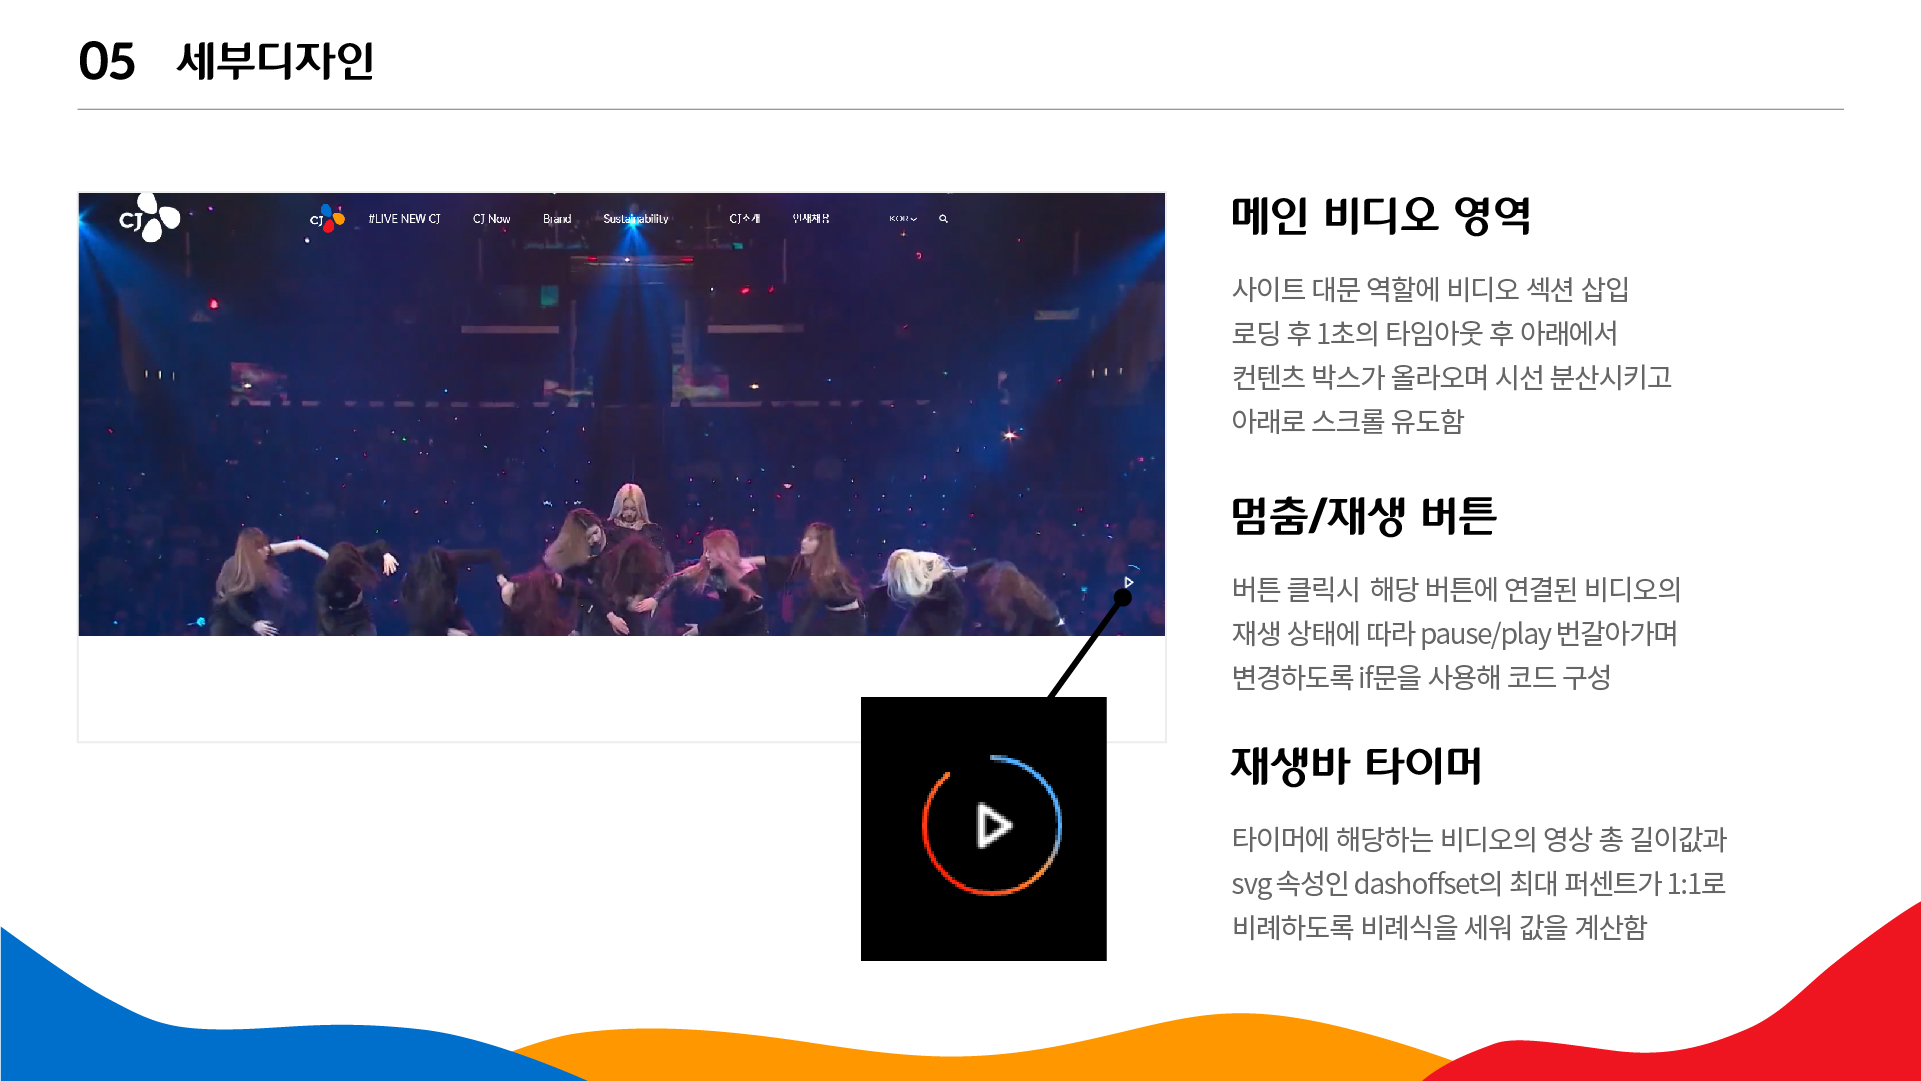 05 세부디자인
CJ
CJ #LIVE NEW CJ CJ Now Brand Sustainability CJ소개 인재채용 KOR
메인 비디오 영역
사이트 대문 역할에 비디오 섹션 삽입
로딩 후 1초의 타임아웃 후 아래에서
컨텐츠 박스가 올라오며 시선 분산시키고
아래로 스크롤 유도함
멈춤/재생 버튼
버튼 클릭시 해당 버튼에 연결된 비디오의
재생 상태에 따라 pause/play 번갈아가며
변경하도록 if문을 사용해 코드 구성
재생바 타이머
타이머에 해당하는 비디오의 영상 총 길이값과
svg 속성인 dashoffset의 최대 퍼센트가 1:1로
비례하도록 비례식을 세워 값을 계산함